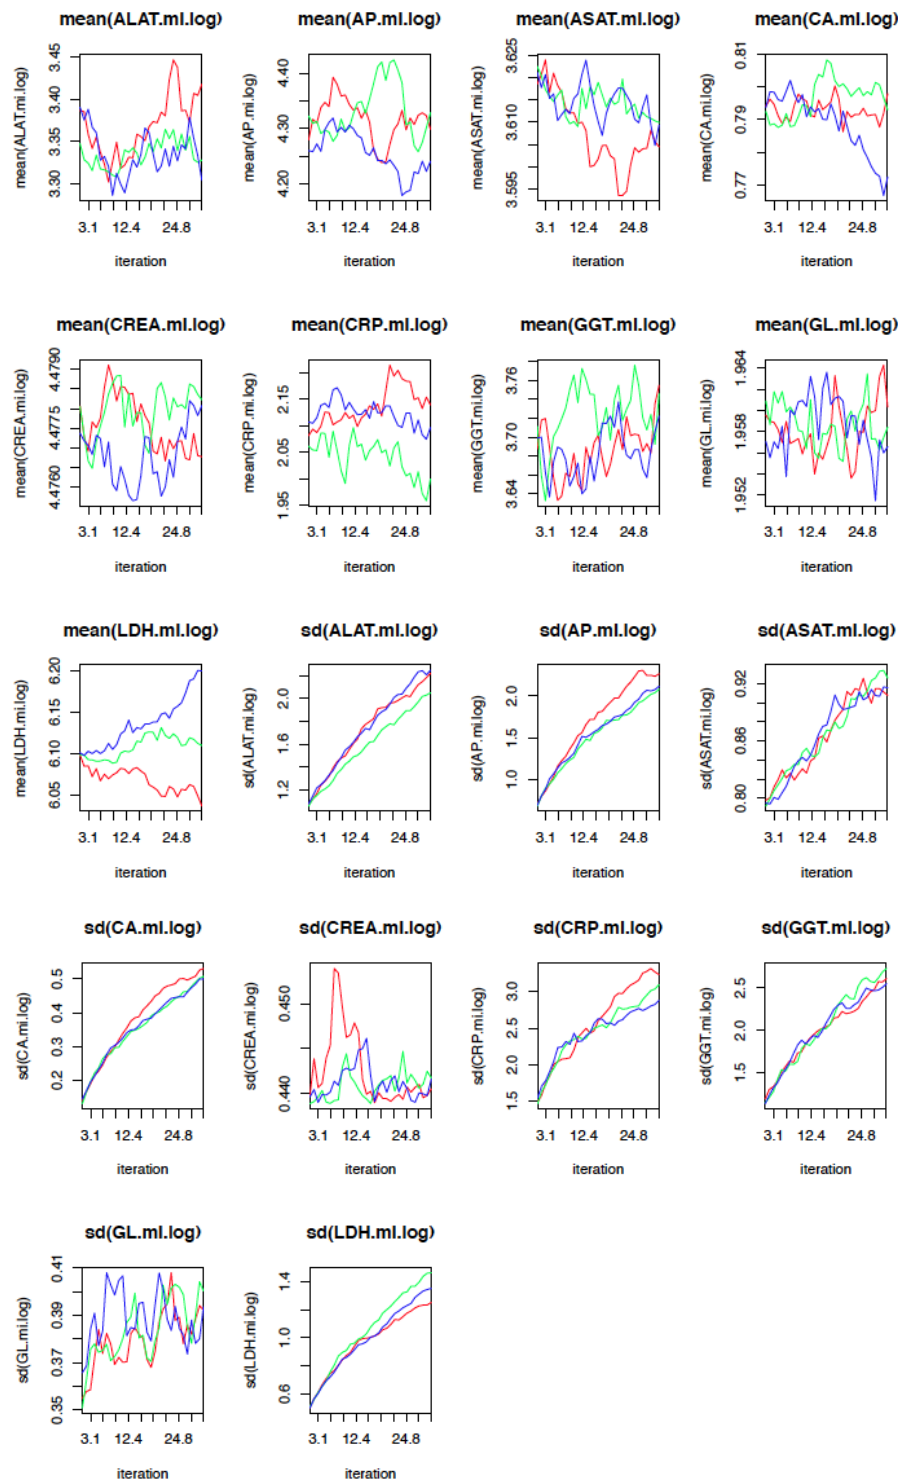 mean(ALAT.ml.log)
mean(ALAT.ml.log)
3.30 3.35 3.40 3.45
3.1 12.4 24.8
iteration
mean(AP.ml.log)
mean(AP.ml.log)
4.20 4.30 4.40
3.1 12.4 24.8
iteration
mean(ASAT.ml.log)
mean(ASAT.ml.log)
3.595 3.610 3.625
3.1 12.4 24.8
iteration
mean(CA.ml.log)
mean(CA.ml.log)
0.77 0.79 0.81
3.1 12.4 24.8
iteration
mean(CREA.ml.log)
mean(CREA.ml.log)
4.4760 4.4775 4.4790
3.1 12.4 24.8
iteration
mean(CRP.ml.log)
mean(CRP.ml.log)
1.95 2.05 2.15
3.1 12.4 24.8
iteration
mean(GGT.ml.log)
mean(GGT.ml.log)
3.64 3.70 3.76
3.1 12.4 24.8
iteration
mean(GL.ml.log)
mean(GL.ml.log)
1.952 1.958 1.964
3.1 12.4 24.8
iteration
mean(LDH.ml.log)
mean(LDH.ml.log)
6.05 6.10 6.15 6.20
3.1 12.4 24.8
iteration
sd(ALAT.ml.log)
sd(ALAT.ml.log)
1.2 1.6 2.0
3.1 12.4 24.8
iteration
sd(AP.ml.log)
sd(AP.ml.log)
1.0 1.5 2.0
3.1 12.4 24.8
iteration
sd(ASAT.ml.log)
sd(ASAT.ml.log)
0.80 0.86 0.92
3.1 12.4 24.8
iteration
sd(CA.ml.log)
sd(CA.ml.log)
0.2 0.3 0.4 0.5
3.1 12.4 24.8
iteration
sd(CREA.ml.log)
sd(CREA.ml.log)
0.440 0.450
3.1 12.4 24.8
iteration
sd(CRP.ml.log)
sd(CRP.ml.log)
1.5 2.0 2.5 3.0
3.1 12.4 24.8
iteration
sd(GGT.ml.log)
sd(GGT.ml.log)
1.5 2.0 2.5
3.1 12.4 24.8
iteration
sd(GL.ml.log)
sd(GL.ml.log)
0.35 0.37 0.39 0.41
3.1 12.4 24.8
iteration
sd(LDH.ml.log)
sd(LDH.ml.log)
0.6 1.0 1.4
3.1 12.4 24.8
iteration